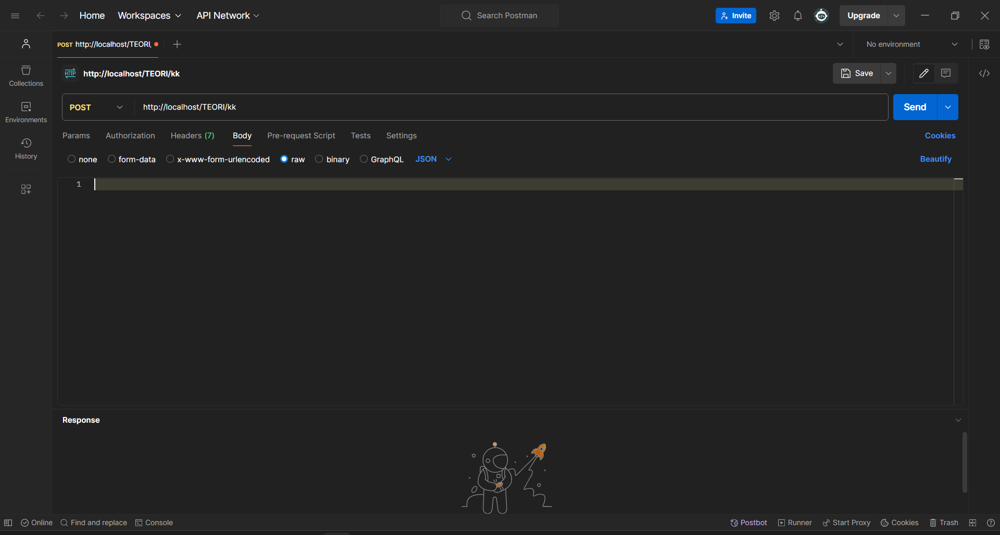 Home Workspaces API Network Search Postman Invite Upgrade
POST http://localhost/TEORI, No environment
HTTP http://localhost/TEORI/kk Save
Collections
POST http://localhost/TEORI/kk Send
Environments
Params Authorization Headers (7) Body Pre-request Script Tests Settings Cookies
History
none form-data x-www-form-urlencoded raw binary GraphQL JSON Beautify
1
Response
Online Find and replace Console Postbot Runner Start Proxy Cookies Trash